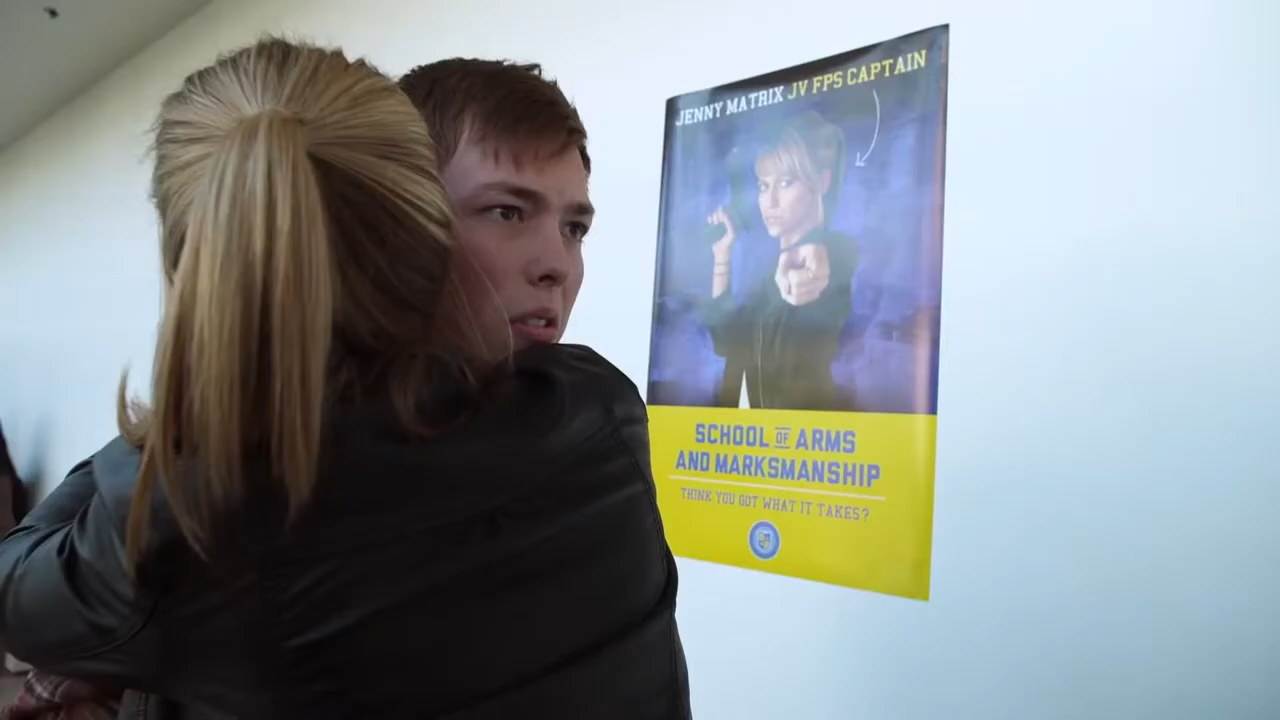 JENNY MATRIX JV FPS CAPTAIN
SCHOOL OF ARMS
AND MARKSMANSHIP
THINK YOU GOT WHAT IT TAKES?